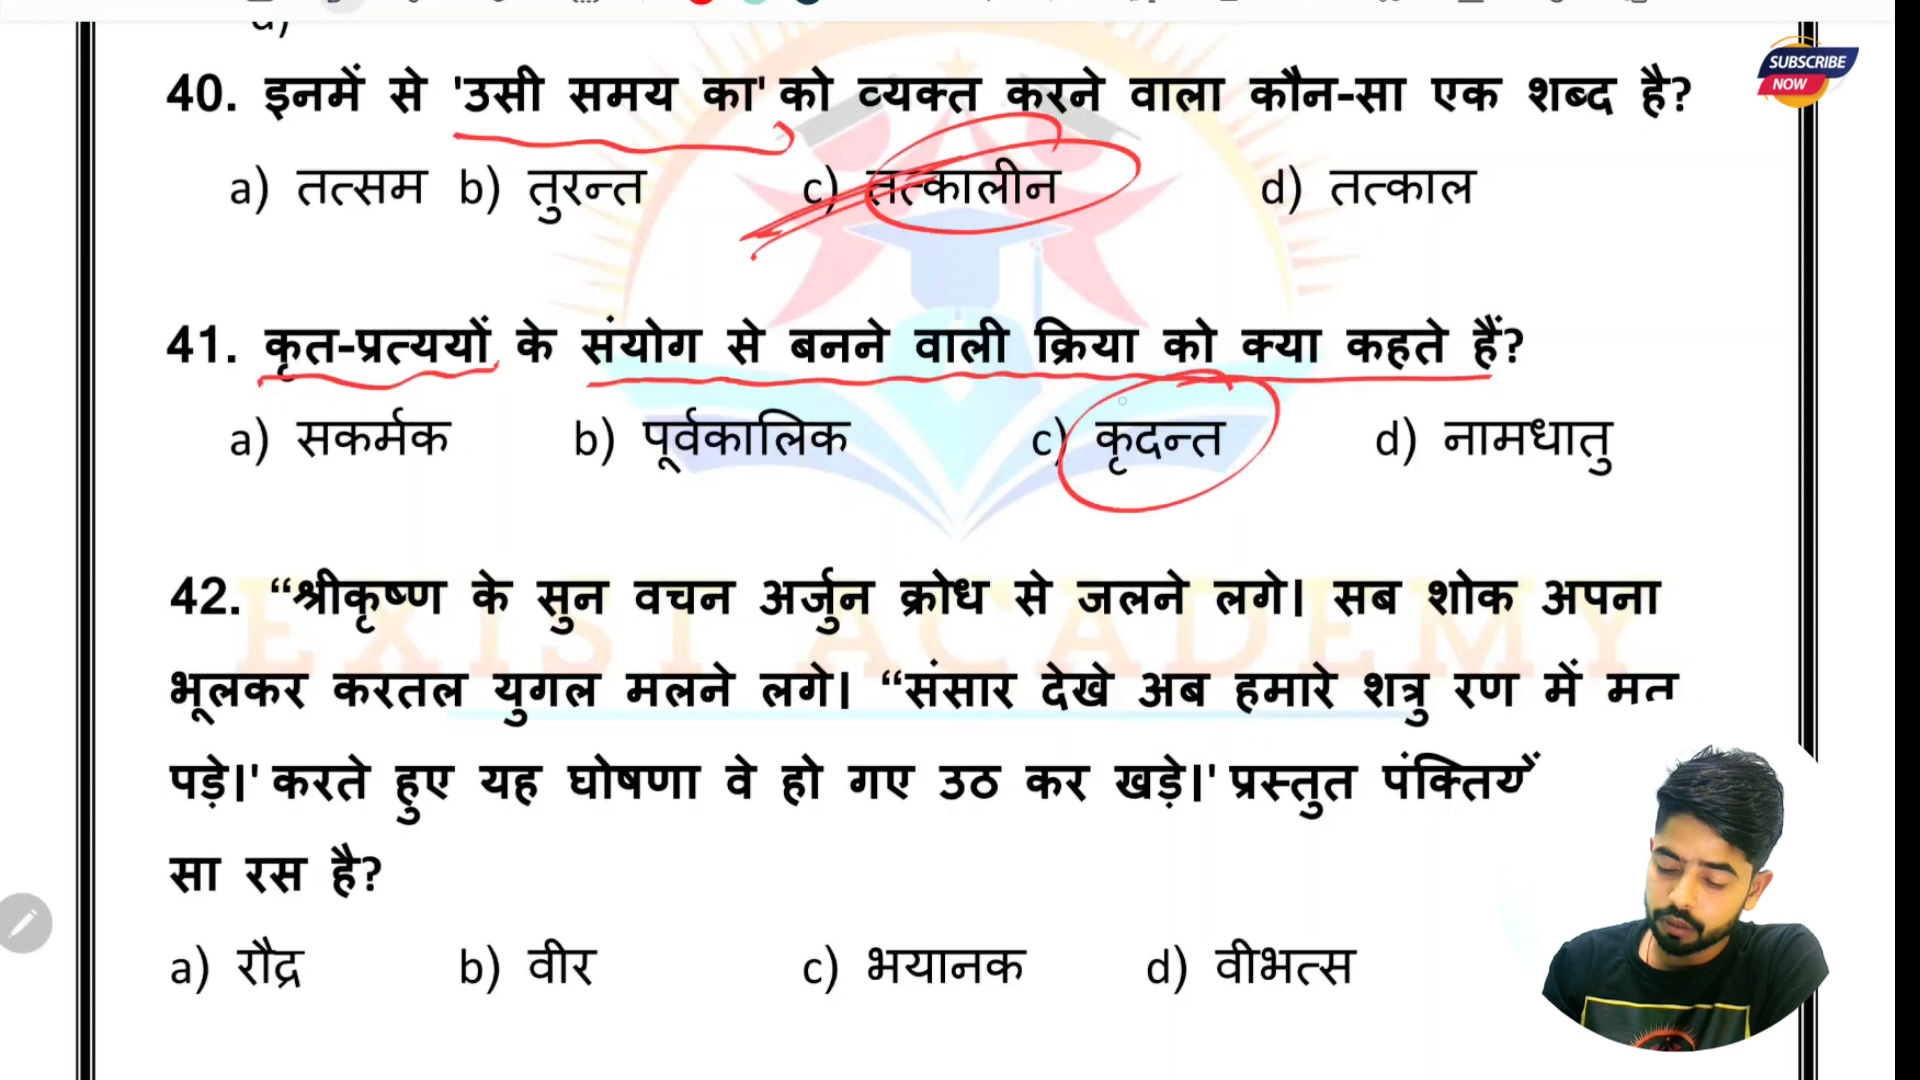 d)
40. इनमें से 'उसी समय का' को व्यक्त करने वाला कौन-सा एक शब्द है?
SUBSCRIBE
NOW
a) तत्सम b) तुरन्त c) तत्कालीन d) तत्काल
41. कृत-प्रत्ययों के संयोग से बनने वाली क्रिया को क्या कहते हैं?
a) सकर्मक b) पूर्वकालिक c) कृदन्त d) नामधातु
42. “श्रीकृष्ण के सुन वचन अर्जुन क्रोध से जलने लगे। सब शोक अपना
EXIST ACADEMY
भूलकर करतल युगल मलने लगे। “संसार देखे अब हमारे शत्रु रण में मृत
पड़े।' करते हुए यह घोषणा वे हो गए उठ कर खड़े।' प्रस्तुत पंक्तियों
सा रस है?
a) रौद्र b) वीर c) भयानक d) वीभत्स